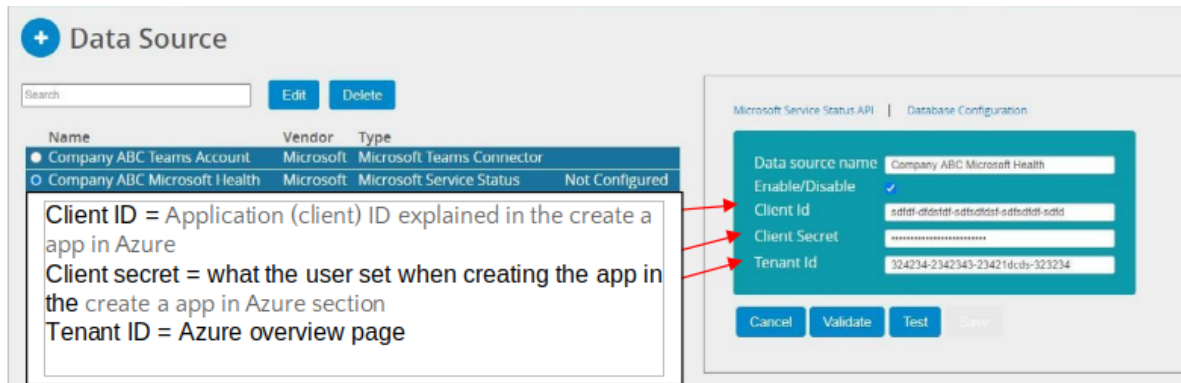 Data Source
Search
Edit
Delete
Name Vendor Type
Company ABC Teams Account Microsoft Microsoft Teams Connector
Company ABC Microsoft Health Microsoft Microsoft Service Status Not Configured
Client ID = Application (client) ID explained in the create a
app in Azure
Client secret = what the user set when creating the app in
the create a app in Azure section
Tenant ID = Azure overview page
Microsoft Service Status API | Database Configuration
Data source name Company ABC Microsoft Health
Enable/Disable
Client Id sdfdf-dfdsfdf-sdfsdfdsf-sdfsdfdf-sdfd
Client Secret
Tenant Id 324234-2342343-23421dcds-323234
Cancel
Validate
Test
Save